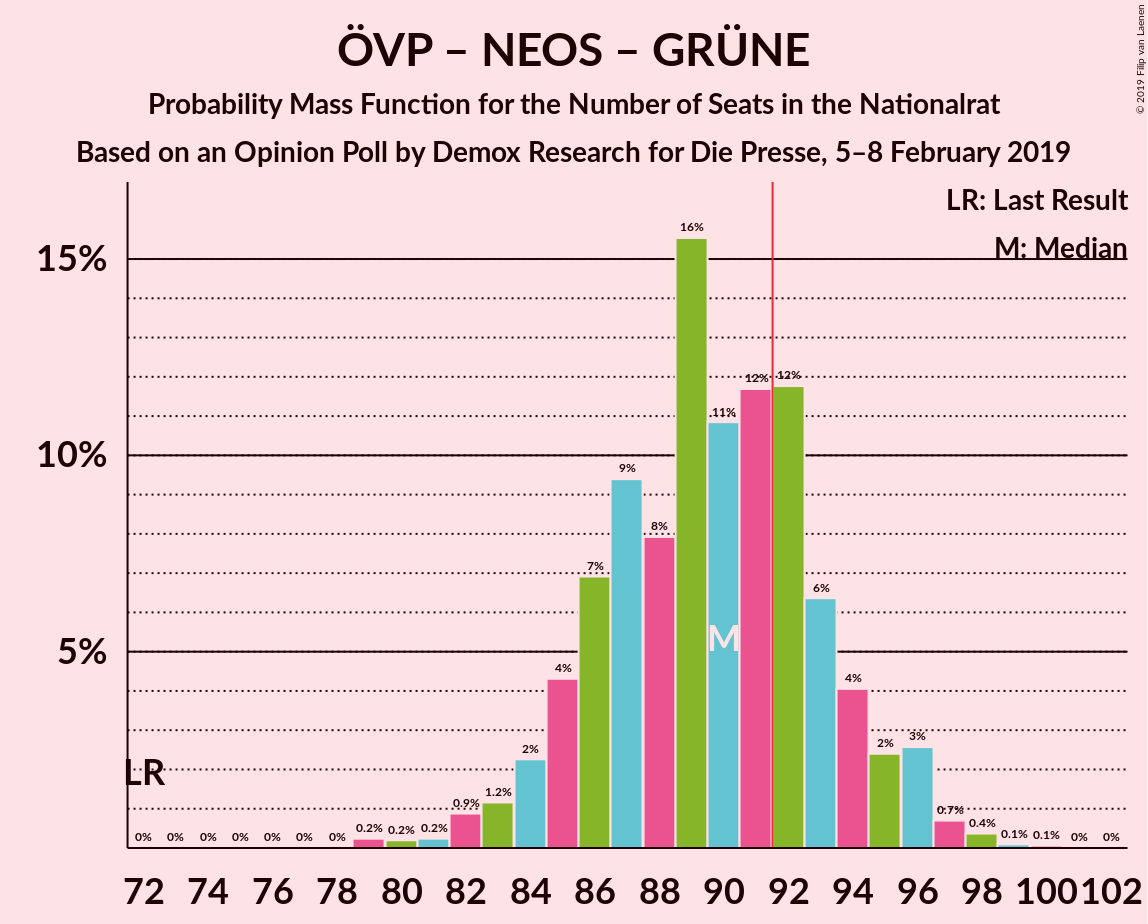 ÖVP – NEOS – GRÜNE
Probability Mass Function for the Number of Seats in the Nationalrat
Based on an Opinion Poll by Demox Research for Die Presse, 5–8 February 2019
© 2019 Filip van Laenen
LR: Last Result
M: Median
15%
10%
5%
LR
M
0% 0% 0% 0% 0% 0% 0% 0.2% 0.2% 0.2% 0.9% 1.2% 2% 4% 7% 9% 8% 16% 11% 12% 12% 6% 4% 2% 3% 0.7% 0.4% 0.1% 0.1% 0% 0%
72 74 76 78 80 82 84 86 88 90 92 94 96 98 100 102